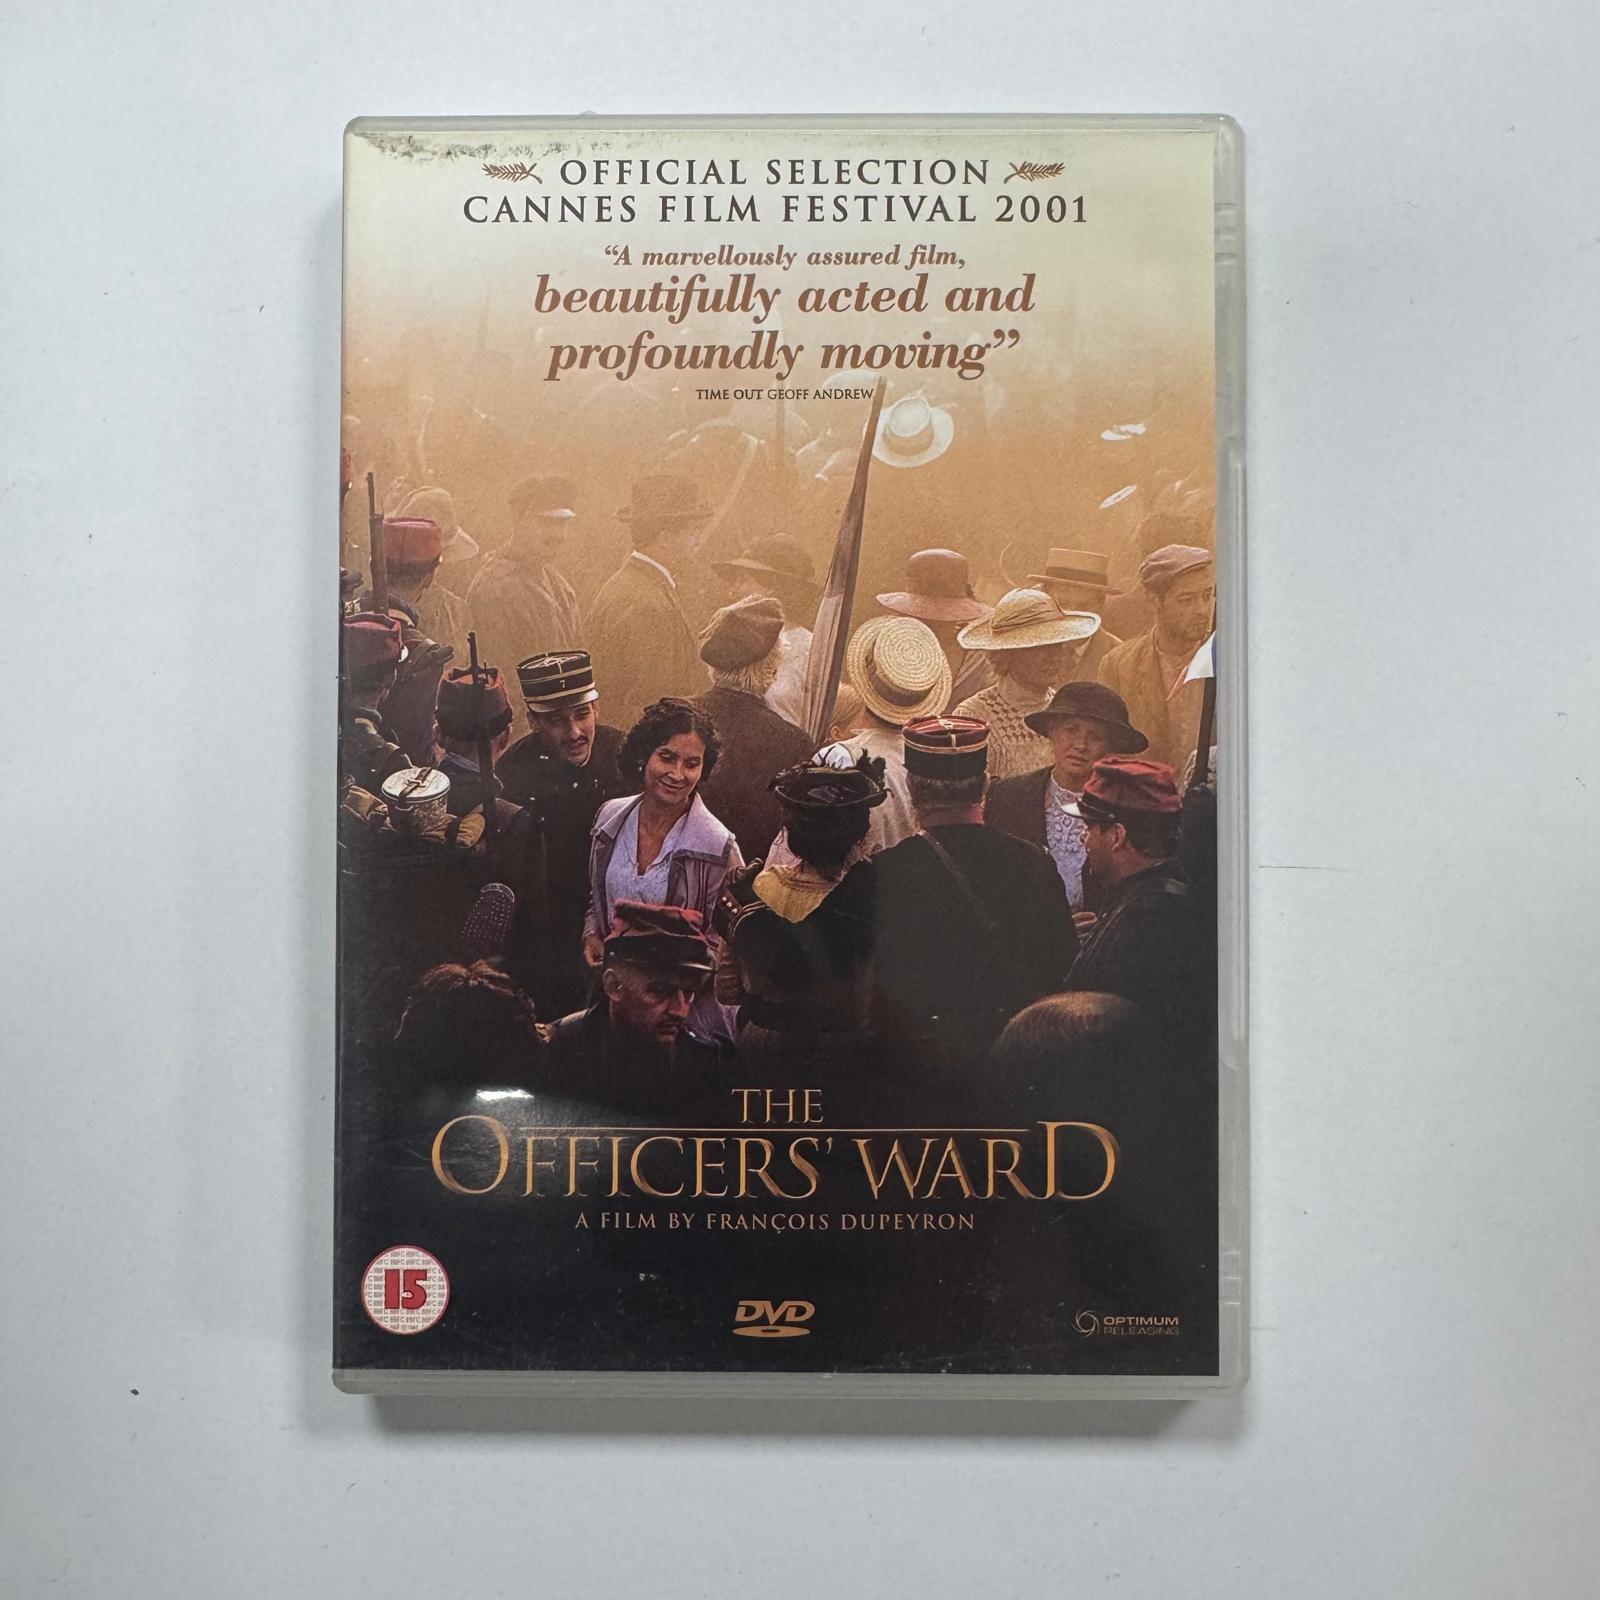 OFFICIAL SELECTION
CANNES FILM FESTIVAL 2001
“A marvellously assured film,
beautifully acted and
profoundly moving”
TIME OUT GEOFF ANDREW
7
THE
OFFICERS’ WARD
A FILM BY FRANÇOIS DUPEYRON
15
DVD
OPTIMUM
RELEASING